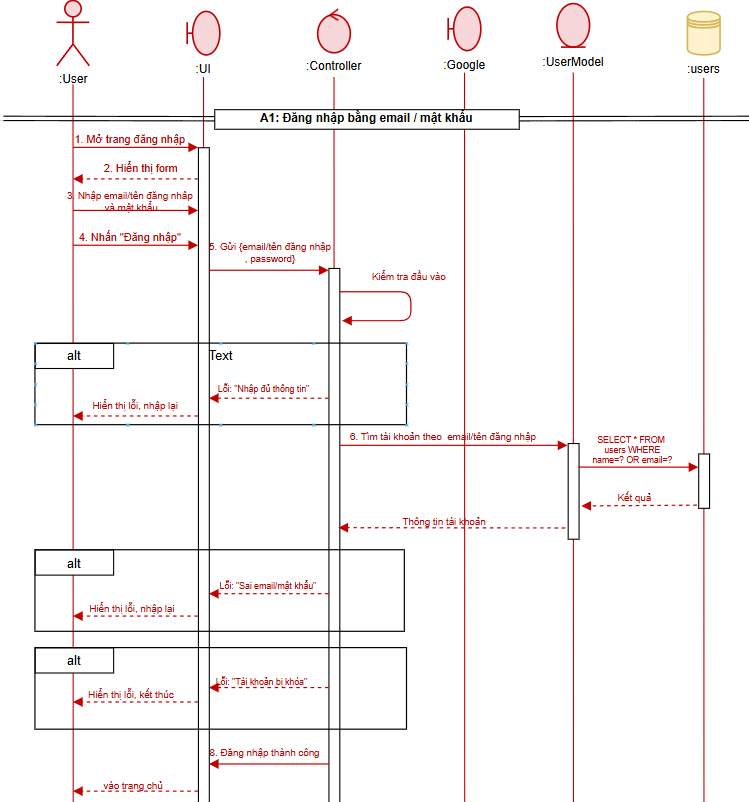 :User
:UI
:Controller
:Google
:UserModel
:users
A1: Đăng nhập bằng email / mật khẩu
1. Mở trang đăng nhập
2. Hiển thị form
3. Nhập email/tên đăng nhập
và mật khẩu
4. Nhấn "Đăng nhập"
5. Gửi {email/tên đăng nhập
, password}
Kiểm tra đầu vào
alt
Text
Lỗi: "Nhập đủ thông tin"
Hiển thị lỗi, nhập lại
6. Tìm tài khoản theo email/tên đăng nhập
SELECT * FROM
users WHERE
name=? OR email=?
Kết quả
Thông tin tài khoản
alt
Lỗi: "Sai email/mật khẩu"
Hiển thị lỗi, nhập lại
alt
Lỗi: "Tài khoản bị khóa"
Hiển thị lỗi, kết thúc
8. Đăng nhập thành công
vào trang chủ